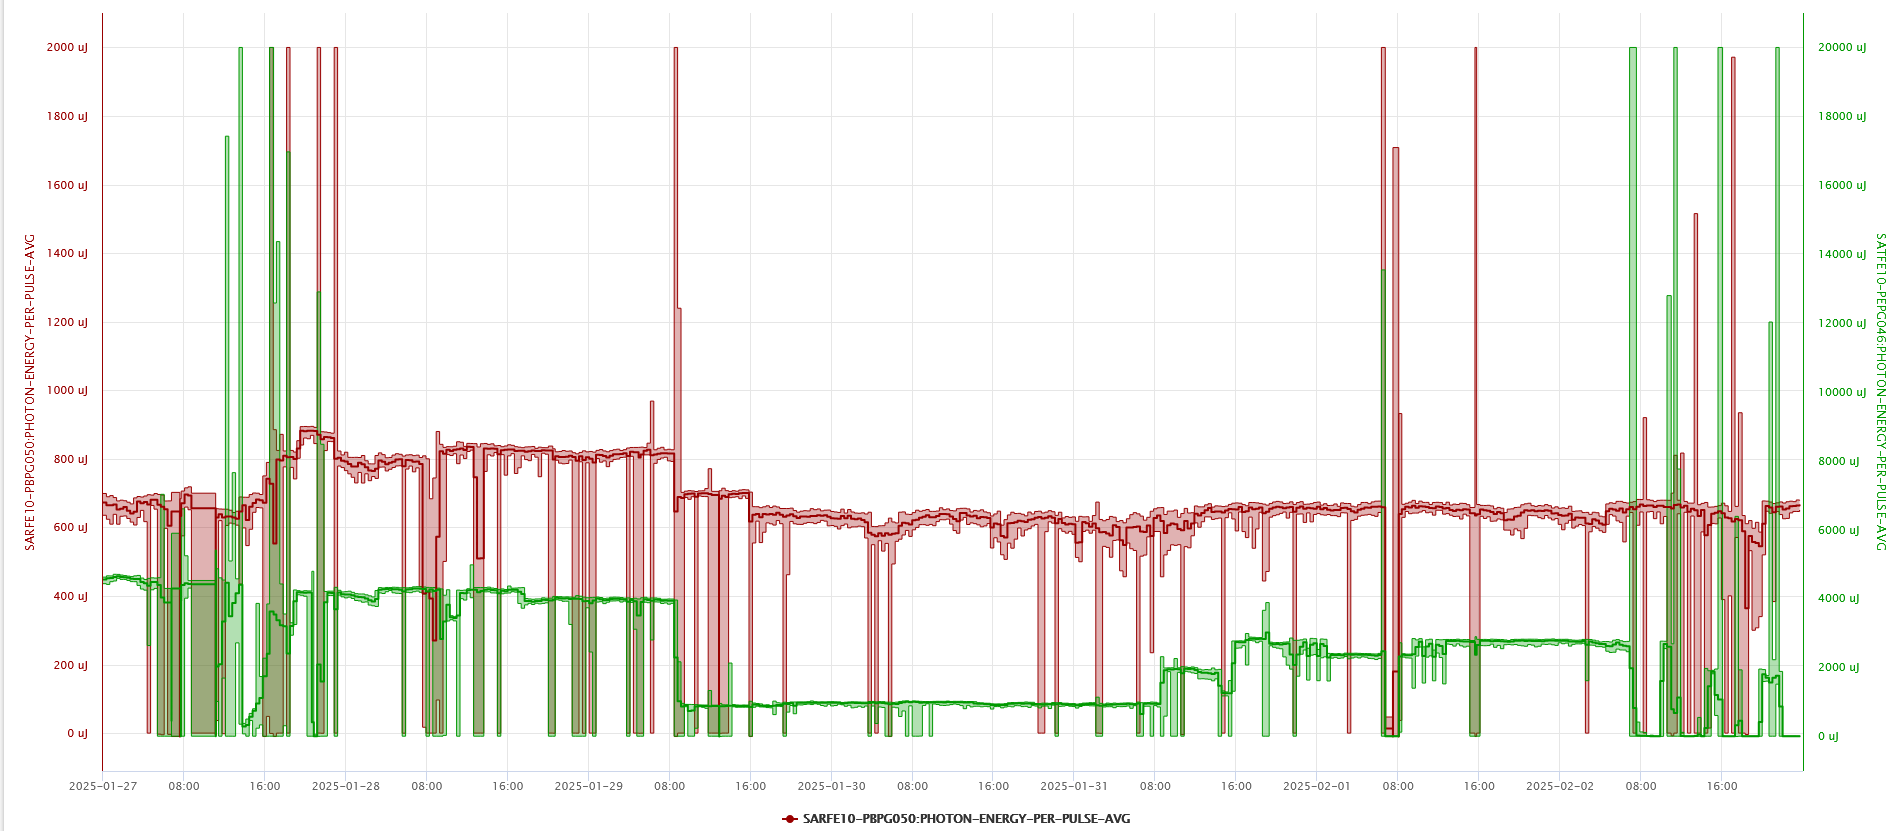 2000 uJ
1800 uJ
1600 uJ
1400 uJ
1200 uJ
1000 uJ
800 uJ
600 uJ
400 uJ
200 uJ
0 uJ
SARFE10-PBPG050:PHOTON-ENERGY-PER-PULSE-AVG
20000 uJ
18000 uJ
16000 uJ
14000 uJ
12000 uJ
10000 uJ
8000 uJ
6000 uJ
4000 uJ
2000 uJ
0 uJ
SATFE10-PEPG046:PHOTON-ENERGY-PER-PULSE-AVG
2025-01-27 08:00 16:00 2025-01-28 08:00 16:00 2025-01-29 08:00 16:00 2025-01-30 08:00 16:00 2025-01-31 08:00 16:00 2025-02-01 08:00 16:00 2025-02-02 08:00 16:00
SARFE10-PBPG050:PHOTON-ENERGY-PER-PULSE-AVG